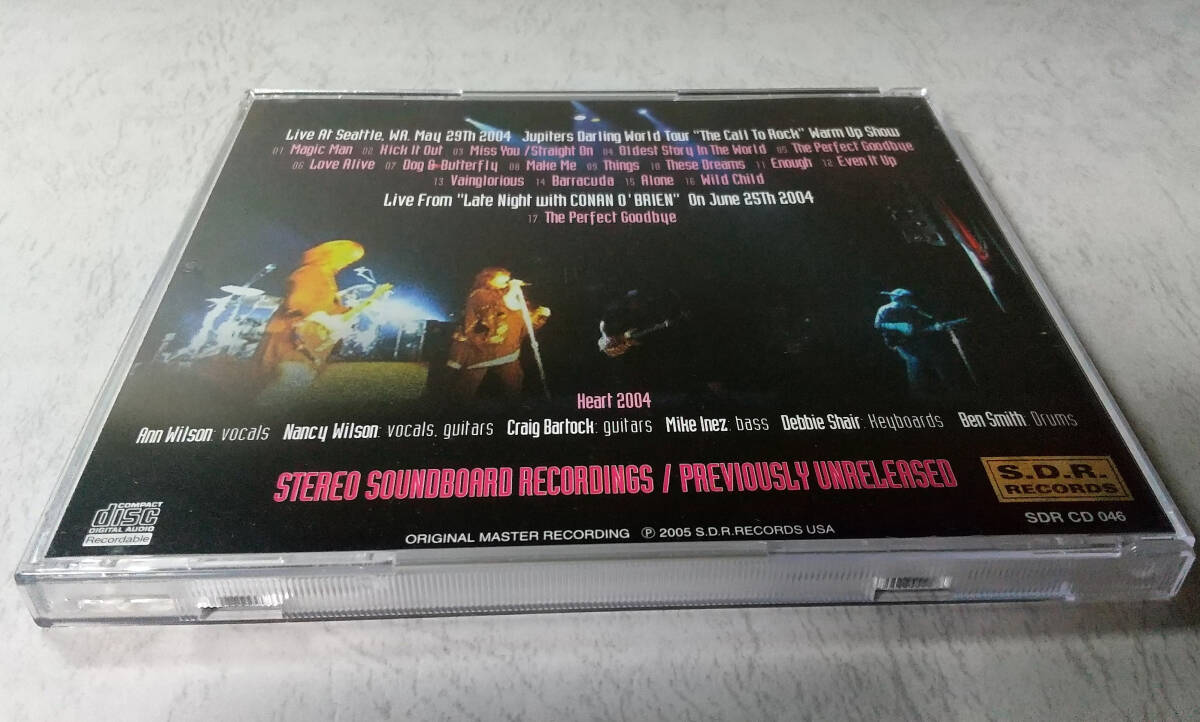 Live At Seattle, WA. May 29Th 2004 Jupiters Darling World Tour "The Call To Rock" Warm Up Show
01 Magic Man 02 Kick It Out 03 Miss You / Straight On 04 Oldest Story In The World 05 The Perfect Goodbye
06 Love Alive 07 Dog & Butterfly 08 Make Me 09 Things 10 These Dreams 11 Enough 12 Even It Up
13 Vainglorious 14 Barracuda 15 Alone 16 Wild Child
Live From "Late Night with CONAN O'BRIEN" On June 25Th 2004
17 The Perfect Goodbye
Heart 2004
Ann Wilson: vocals Nancy Wilson: vocals, guitars Craig Bartock: guitars Mike Inez: bass Debbie Shair: Keyboards Ben Smith: Drums
STEREO SOUNDBOARD RECORDINGS / PREVIOUSLY UNRELEASED
S.D.R.
RECORDS
SDR CD 046
COMPACT
disc
DIGITAL AUDIO
Recordable
ORIGINAL MASTER RECORDING ℗ 2005 S.D.R.RECORDS USA